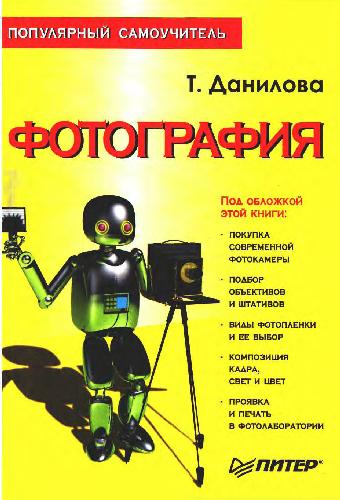 ПОПУЛЯРНЫЙ САМОУЧИТЕЛЬ
Т. Данилова
ФОТОГРАФИЯ
ПОД ОБЛОЖКОЙ
ЭТОЙ КНИГИ:
· ПОКУПКА
СОВРЕМЕННОЙ
ФОТОКАМЕРЫ
· ПОДБОР
ОБЪЕКТИВОВ
И ШТАТИВОВ
· ВИДЫ ФОТОПЛЕНКИ
И ЕЕ ВЫБОР
· КОМПОЗИЦИЯ
КАДРА,
СВЕТ И ЦВЕТ
· ПРОЯВКА
И ПЕЧАТЬ
В ФОТОЛАБОРАТОРИИ
ПИТЕР®